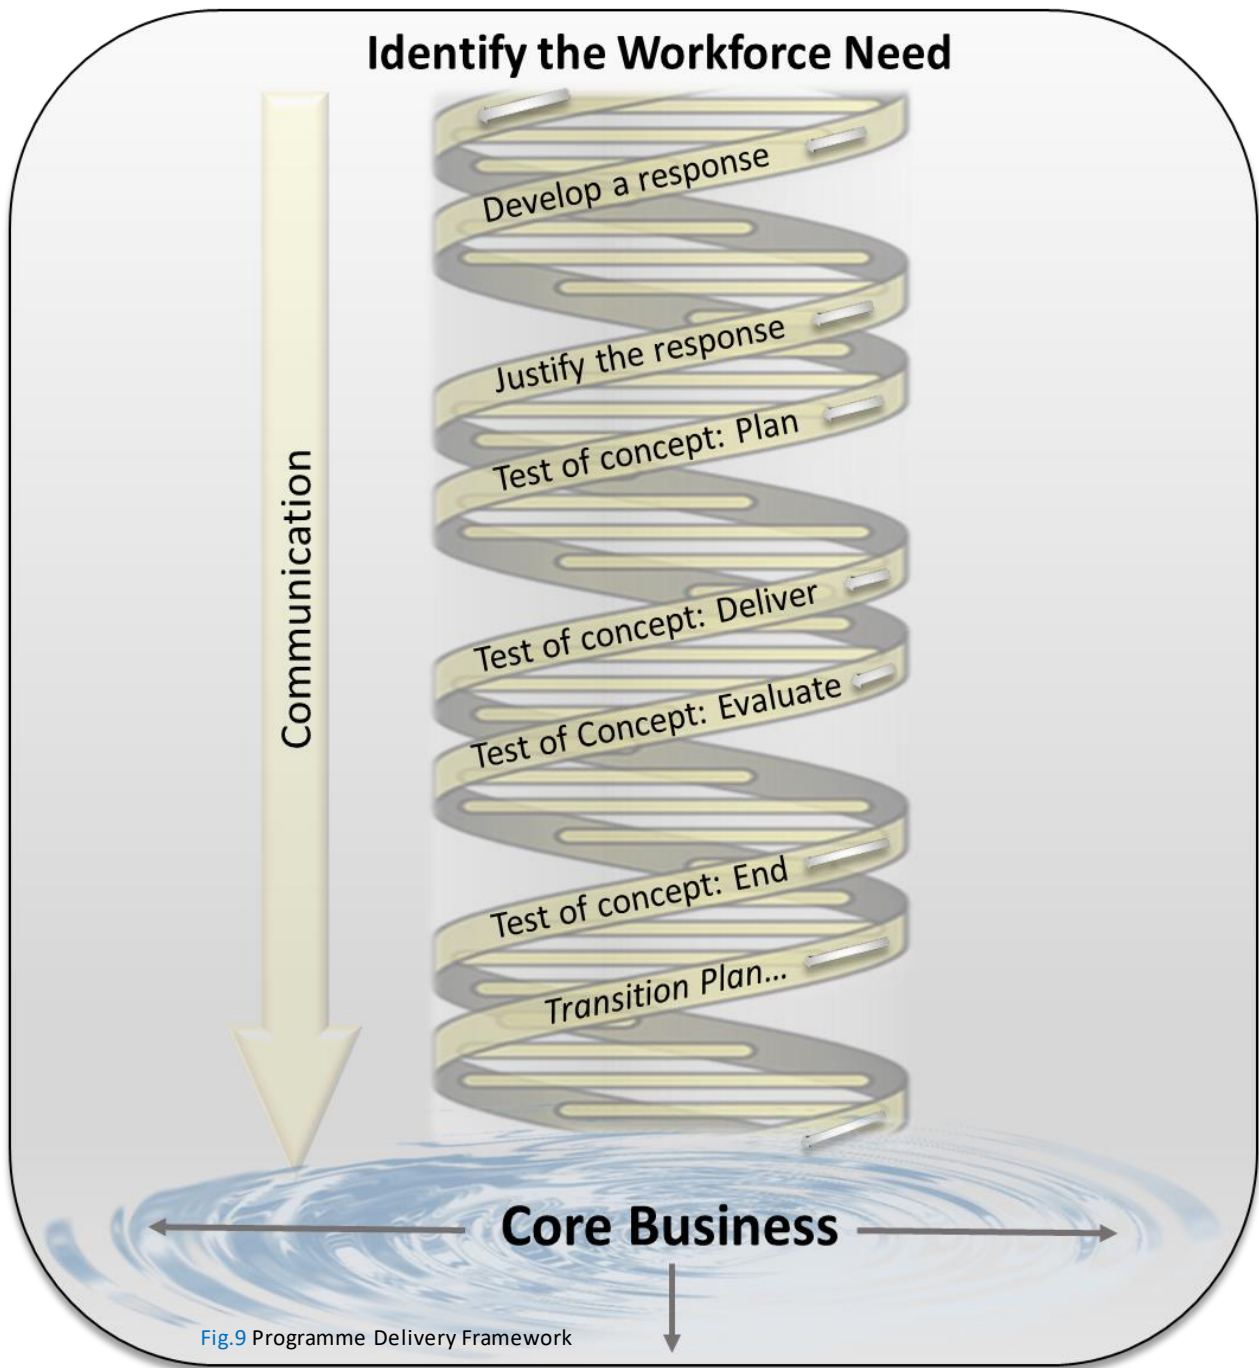 Identify the Workforce Need
Develop a response
Justify the response
Test of concept: Plan
Communication
Test of concept: Deliver
Test of Concept: Evaluate
Test of concept: End
Transition Plan...
Core Business
Fig.9 Programme Delivery Framework